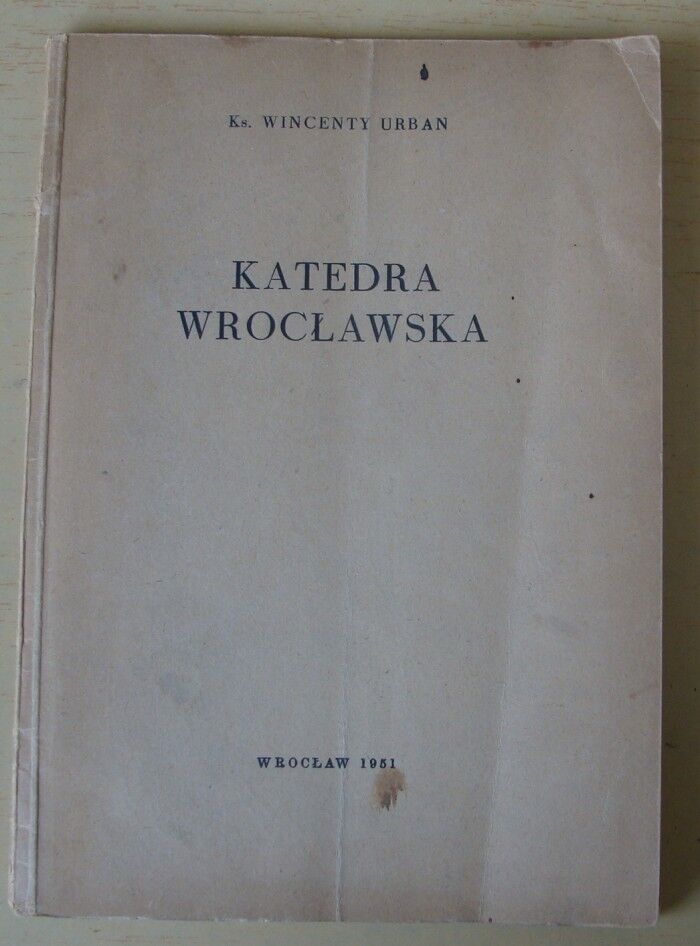 Ks. WINCENTY URBAN
KATEDRA
WROCŁAWSKA
WROCŁAW 1951